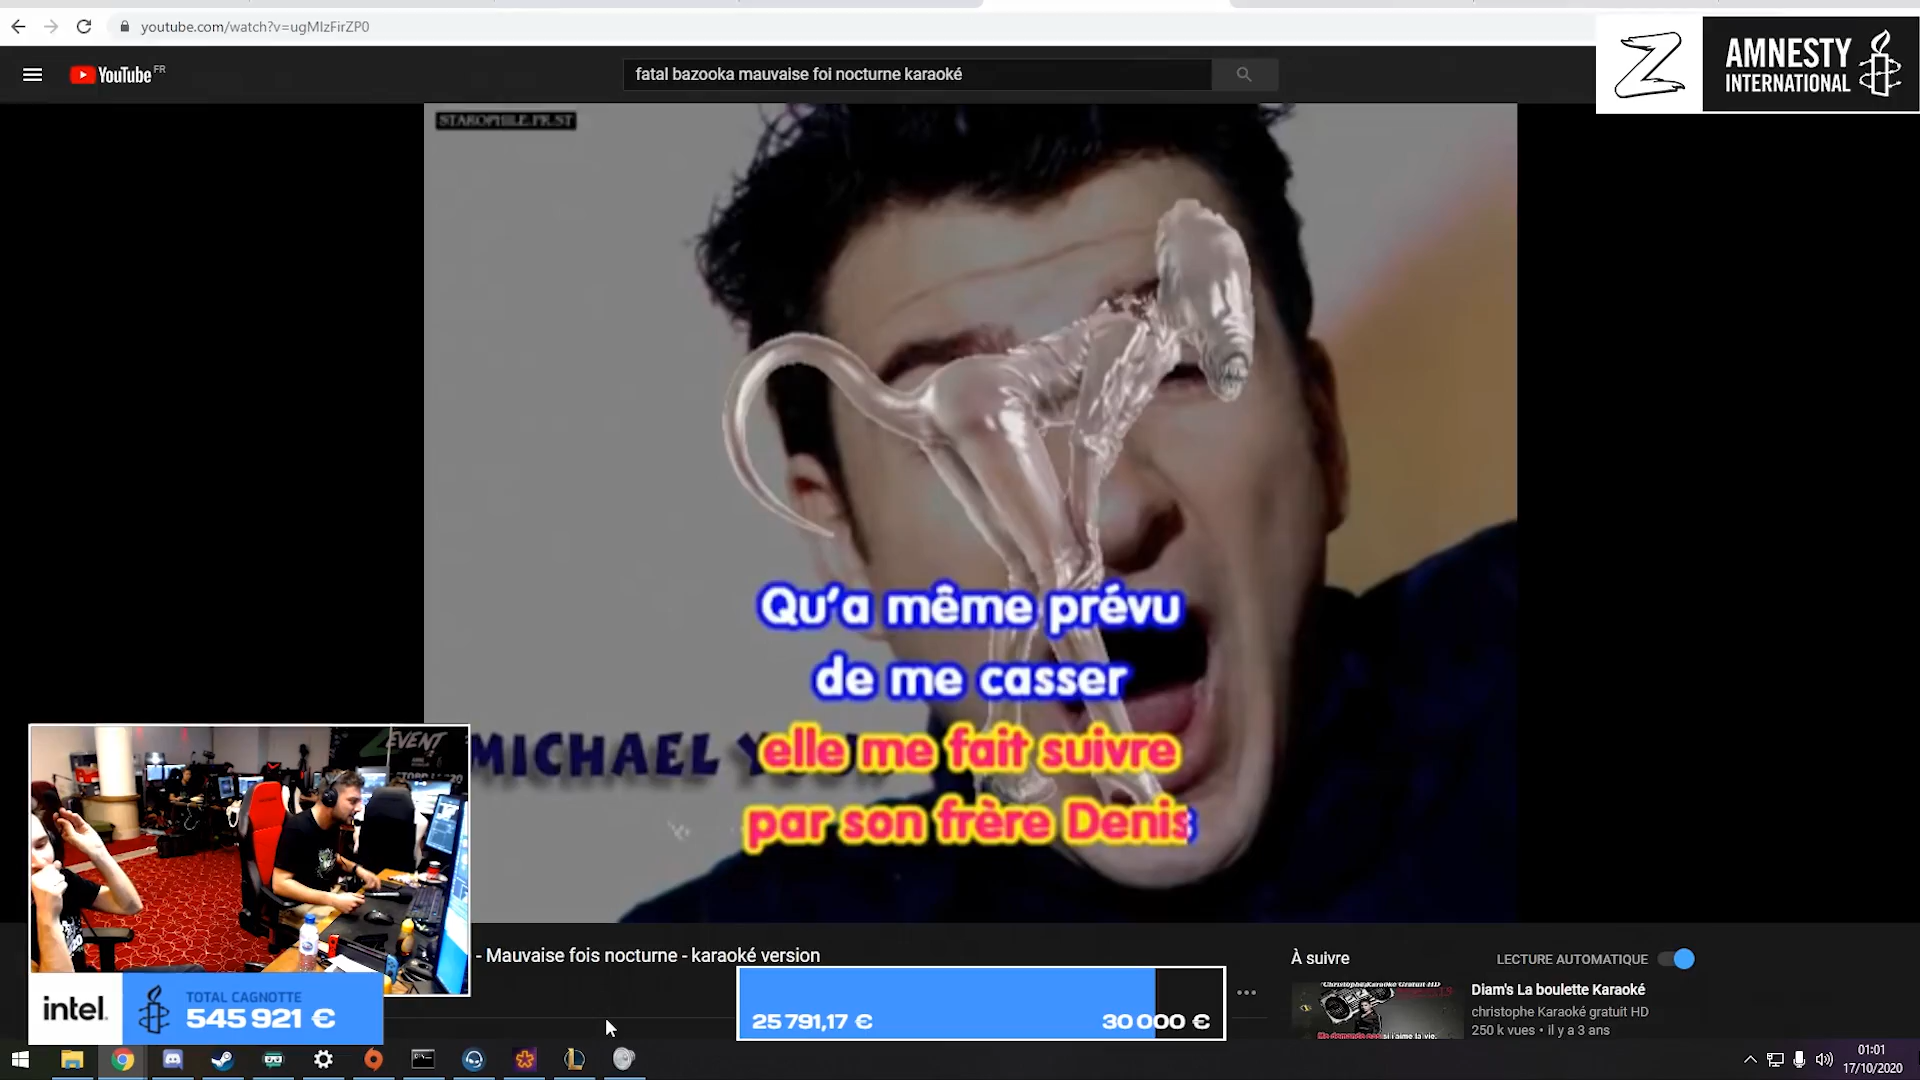 youtube.com/watch?v=ugMIzFirZP0
YouTube FR
fatal bazooka mauvaise foi nocturne karaoké
Z
AMNESTY
INTERNATIONAL
STAROPHILE.FR.ST
Qu'a même prévu
de me casser
elle me fait suivre
par son frère Denis
MICHAEL
EVENT
- Mauvaise fois nocturne - karaoké version
À suivre
LECTURE AUTOMATIQUE
Diam's La boulette Karaoké
christophe Karaoké gratuit HD
250 k vues • il y a 3 ans
intel.
TOTAL CAGNOTTE
545 921 €
25 791,17 €
30 000 €
01:01
17/10/2020